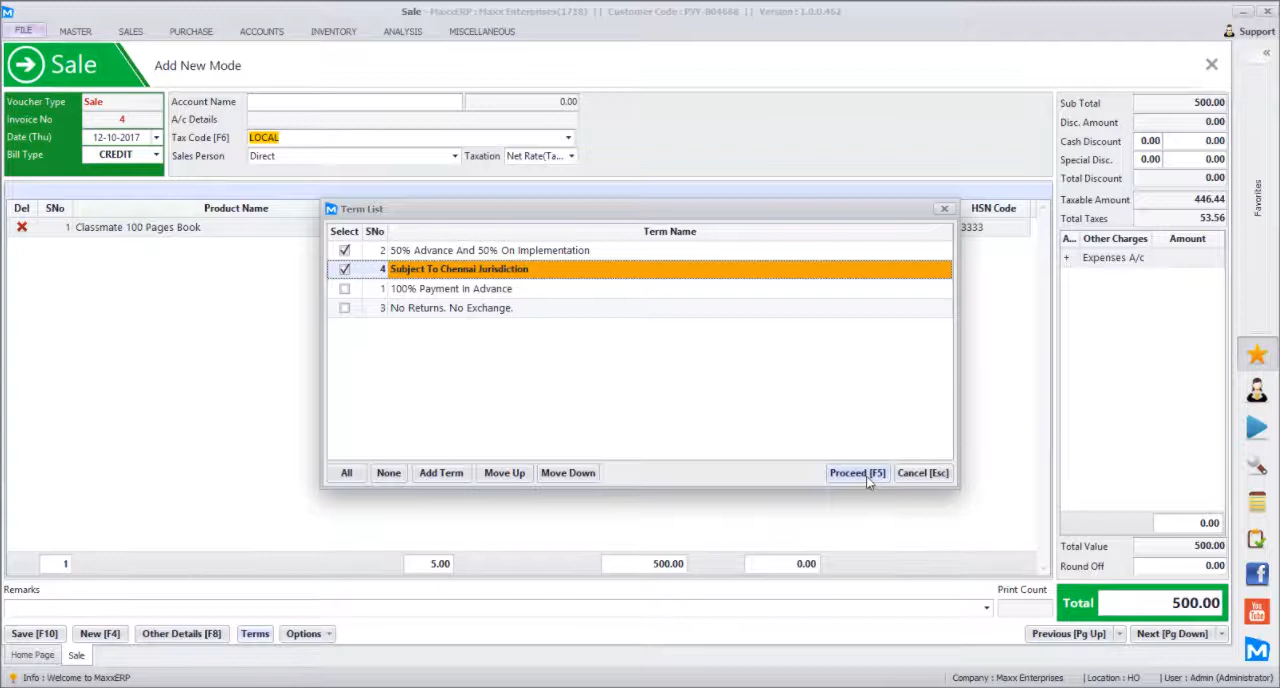 Sale - MaxxERP : Maxx Enterprises(1718) || Customer Code : PVY-B04688 || Version : 1.0.0.452
FILE MASTER SALES PURCHASE ACCOUNTS INVENTORY ANALYSIS MISCELLANEOUS Support
Sale Add New Mode
Voucher Type Sale Account Name 0.00
Invoice No 4 A/c Details
Date (Thu) 12-10-2017 Tax Code [F6] LOCAL
Bill Type CREDIT Sales Person Direct Taxation Net Rate(Ta...
Sub Total 500.00
Disc. Amount 0.00
Cash Discount 0.00 0.00
Special Disc. 0.00 0.00
Total Discount 0.00
Taxable Amount 446.44
Total Taxes 53.56
Favorites
Del SNo Product Name HSN Code
1 Classmate 100 Pages Book 3333
Term List
Select SNo Term Name
2 50% Advance And 50% On Implementation
4 Subject To Chennai Jurisdiction
1 100% Payment In Advance
3 No Returns. No Exchange.
All None Add Term Move Up Move Down Proceed [F5] Cancel [Esc]
A... Other Charges Amount
+ Expenses A/c
0.00
Total Value 500.00
Round Off 0.00
1 5.00 500.00 0.00
Remarks Print Count
Total 500.00
Save [F10] New [F4] Other Details [F8] Terms Options Previous [Pg Up] Next [Pg Down]
Home Page Sale
Info : Welcome to MaxxERP Company : Maxx Enterprises | Location : HO | User : Admin (Administrator)
You
Tube